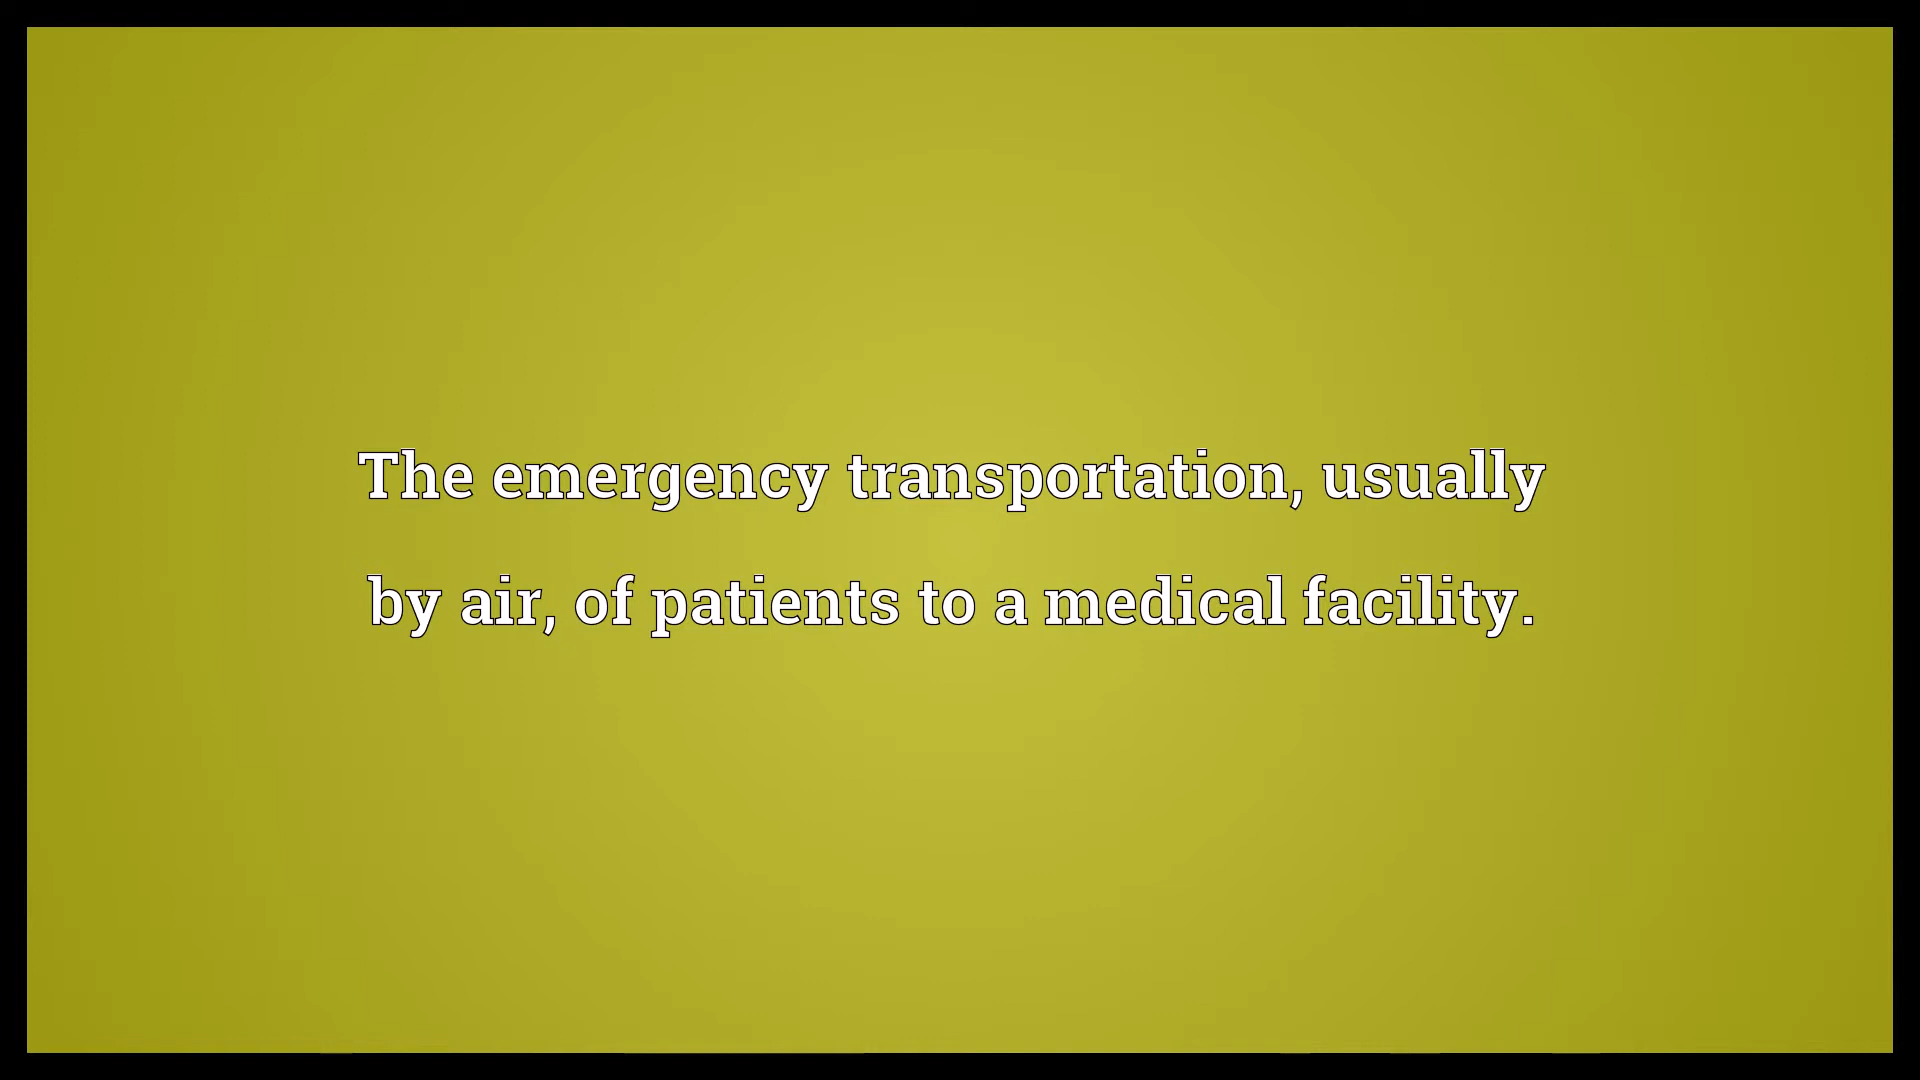 The emergency transportation, usually
by air, of patients to a medical facility.